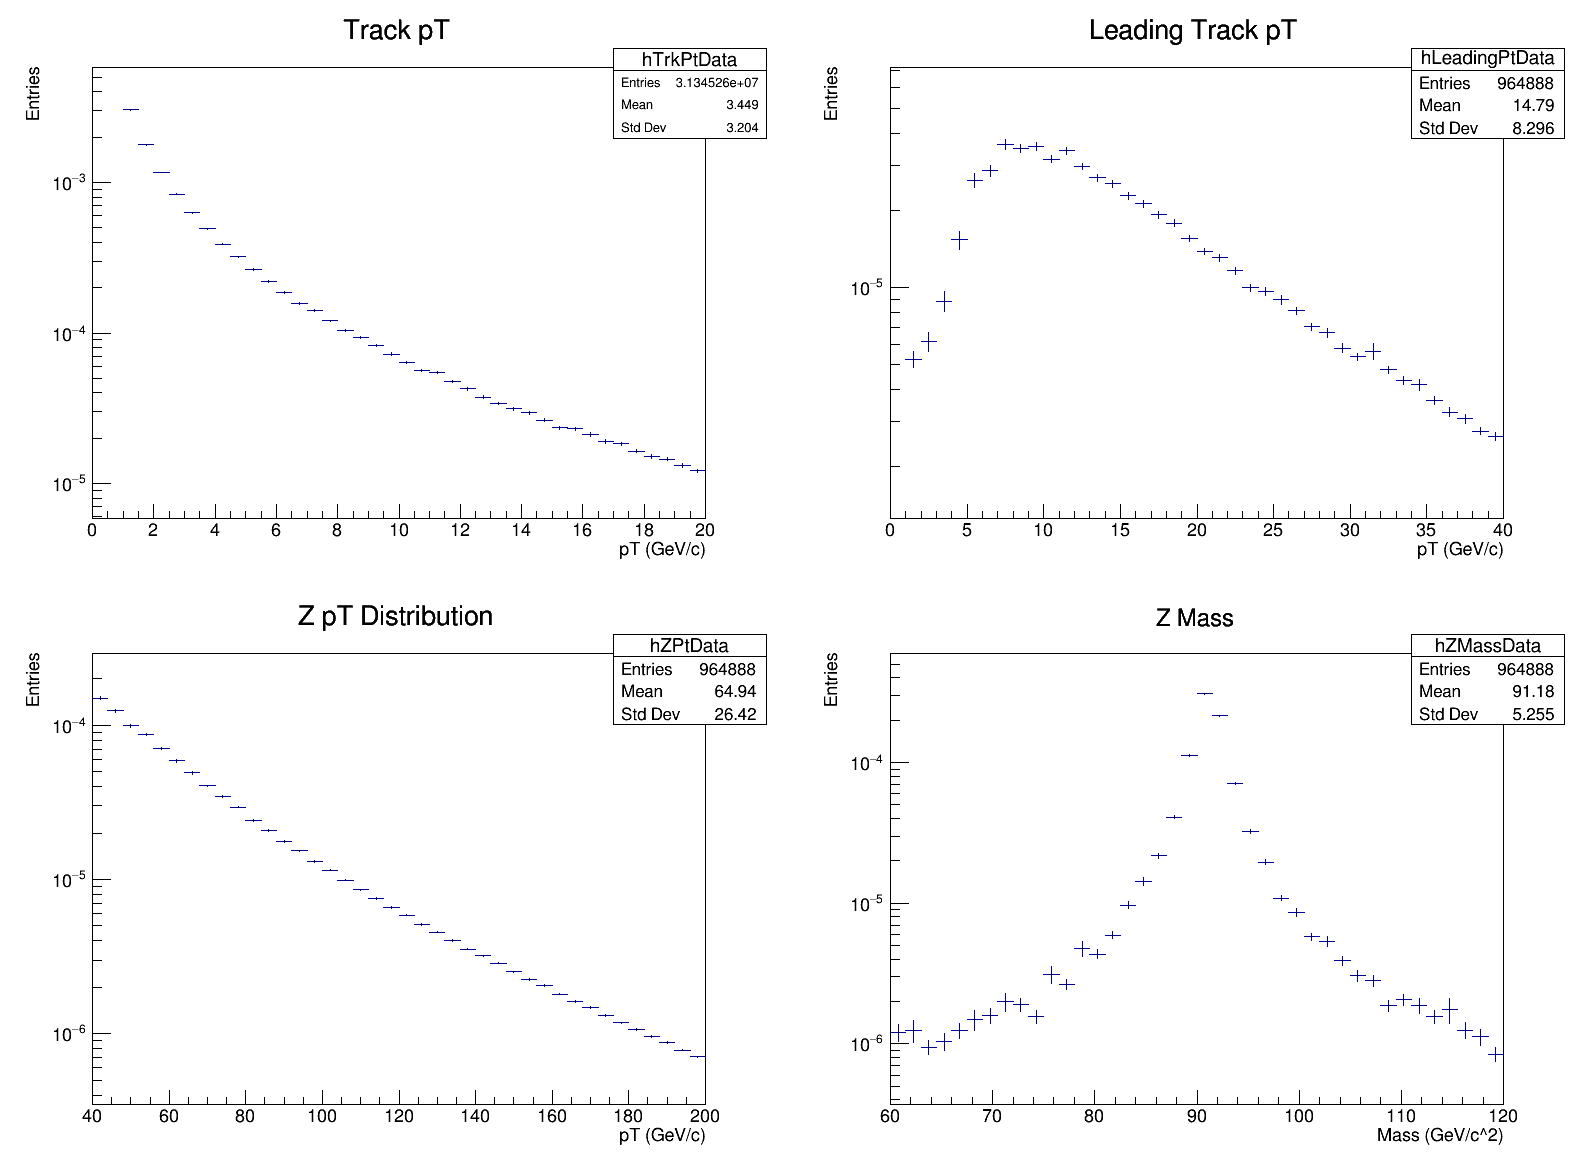 Track pT
Entries
hTrkPtData
Entries 3.134526e+07
Mean 3.449
Std Dev 3.204
10−3
10−4
10−5
0 2 4 6 8 10 12 14 16 18 20
pT (GeV/c)
Leading Track pT
Entries
hLeadingPtData
Entries 964888
Mean 14.79
Std Dev 8.296
10−5
0 5 10 15 20 25 30 35 40
pT (GeV/c)
Z pT Distribution
Entries
hZPtData
Entries 964888
Mean 64.94
Std Dev 26.42
10−4
10−5
10−6
40 60 80 100 120 140 160 180 200
pT (GeV/c)
Z Mass
Entries
hZMassData
Entries 964888
Mean 91.18
Std Dev 5.255
10−4
10−5
10−6
60 70 80 90 100 110 120
Mass (GeV/c^2)